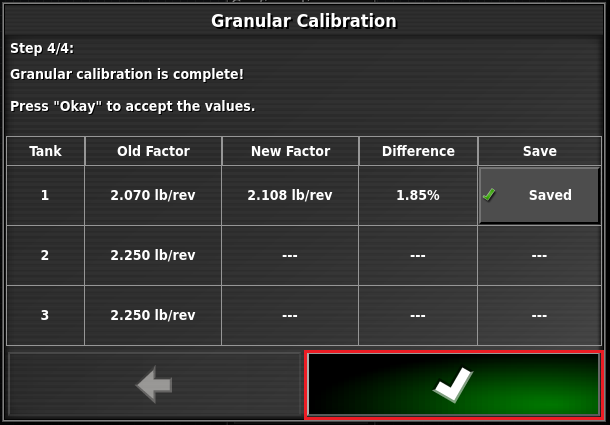 Granular Calibration
Step 4/4:
Granular calibration is complete!
Press "Okay" to accept the values.
Tank Old Factor New Factor Difference Save
1 2.070 lb/rev 2.108 lb/rev 1.85% Saved
2 2.250 lb/rev --- --- ---
3 2.250 lb/rev --- --- ---